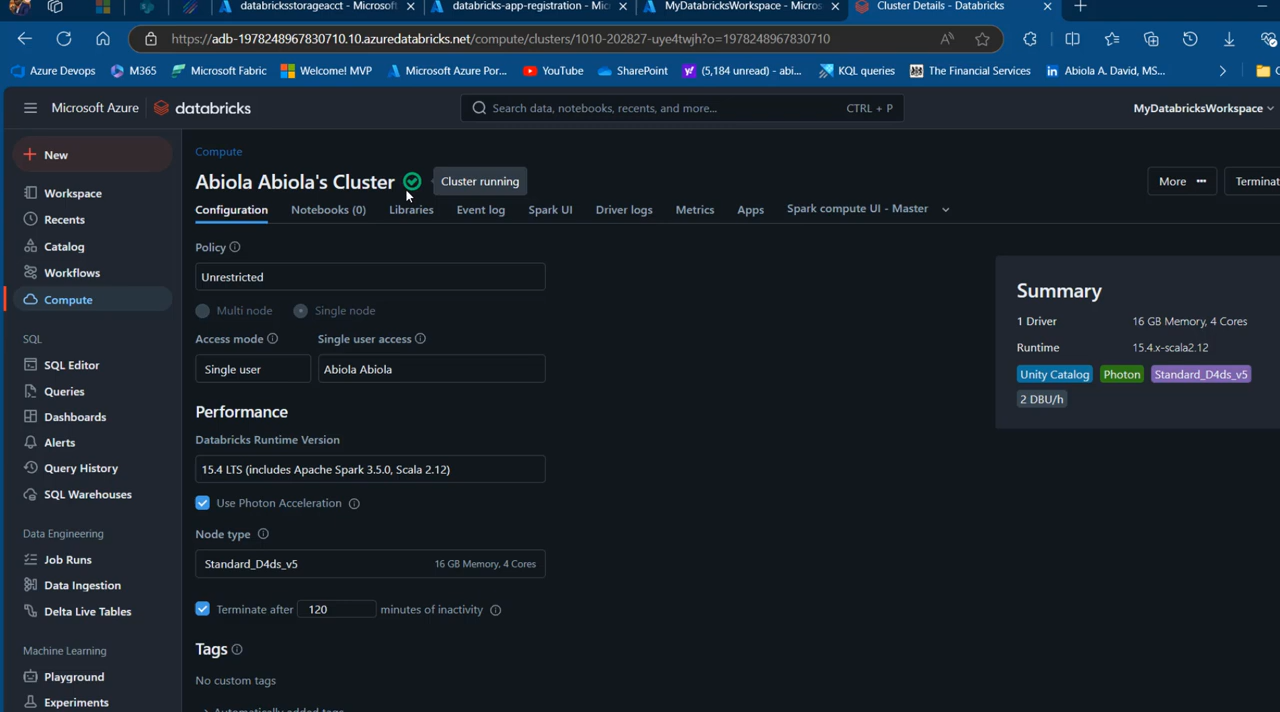 databricksstorageacct - Microsoft
databricks-app-registration - Mic
MyDatabricksWorkspace - Micros
Cluster Details - Databricks
https://adb-1978248967830710.10.azuredatabricks.net/compute/clusters/1010-202827-uye4twjh?o=1978248967830710
Azure Devops
M365
Microsoft Fabric
Welcome! MVP
Microsoft Azure Por...
YouTube
SharePoint
(5,184 unread) - abi...
KQL queries
The Financial Services
Abiola A. David, MS...
Microsoft Azure
databricks
Search data, notebooks, recents, and more...
CTRL + P
MyDatabricksWorkspace
New
Workspace
Recents
Catalog
Workflows
Compute
SQL
SQL Editor
Queries
Dashboards
Alerts
Query History
SQL Warehouses
Data Engineering
Job Runs
Data Ingestion
Delta Live Tables
Machine Learning
Playground
Experiments
Compute
Abiola Abiola's Cluster
Cluster running
More
Terminat
Configuration
Notebooks (0)
Libraries
Event log
Spark UI
Driver logs
Metrics
Apps
Spark compute UI - Master
Policy
Unrestricted
Multi node
Single node
Access mode
Single user access
Single user
Abiola Abiola
Performance
Databricks Runtime Version
15.4 LTS (includes Apache Spark 3.5.0, Scala 2.12)
Use Photon Acceleration
Node type
Standard_D4ds_v5
16 GB Memory, 4 Cores
Terminate after
120
minutes of inactivity
Tags
No custom tags
Automatically added tags
Summary
1 Driver
16 GB Memory, 4 Cores
Runtime
15.4.x-scala2.12
Unity Catalog
Photon
Standard_D4ds_v5
2 DBU/h